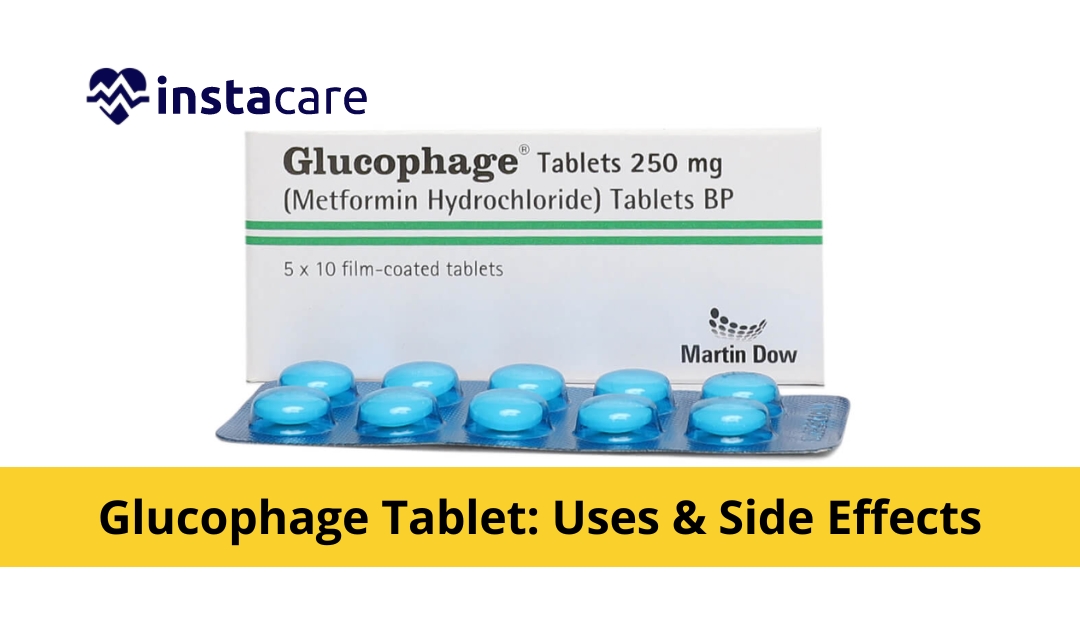 instacare
Glucophage® Tablets 250 mg
(Metformin Hydrochloride) Tablets BP
5 x 10 film-coated tablets
Martin Dow
Glucophage Tablet: Uses & Side Effects